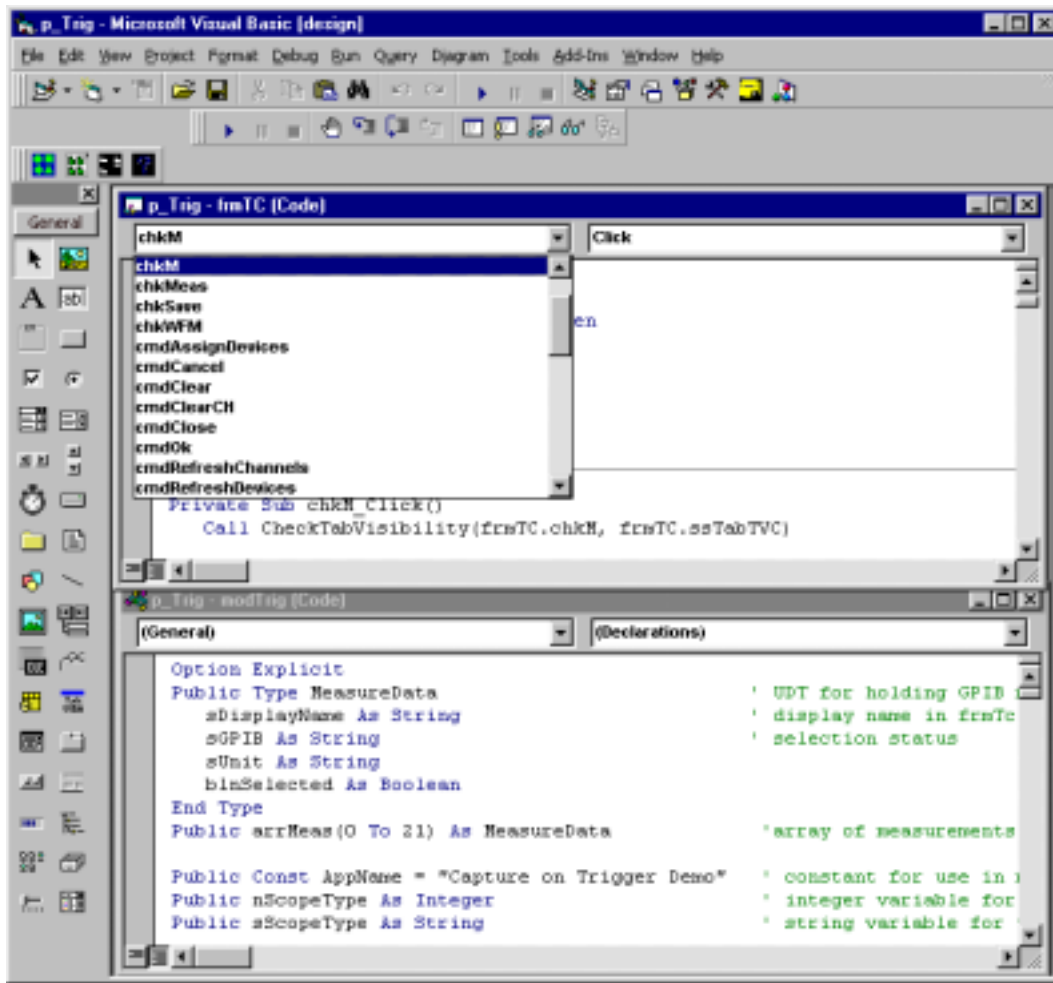 p_Trig - Microsoft Visual Basic [design]
File Edit View Project Format Debug Run Query Diagram Tools Add-Ins Window Help
General
p_Trig - frmTC (Code)
chkM Click
chkM
chkMeas
chkSave
chkWFM
cmdAssignDevices
cmdCancel
cmdClear
cmdClearCH
cmdClose
cmdOk
cmdRefreshChannels
cmdRefreshDevices
en
Private Sub chkM_Click()
Call CheckTabVisibility(frmTC.chkM, frmTC.ssTabTVC)
p_Trig - modTrig (Code)
(General) (Declarations)
Option Explicit
Public Type MeasureData ' UDT for holding GPIB
sDisplayName As String ' display name in frmTc
sGPIB As String ' selection status
sUnit As String
blnSelected As Boolean
End Type
Public arrMeas(0 To 21) As MeasureData 'array of measurements
Public Const AppName = "Capture on Trigger Demo" ' constant for use in
Public nScopeType As Integer ' integer variable for
Public sScopeType As String ' string variable for